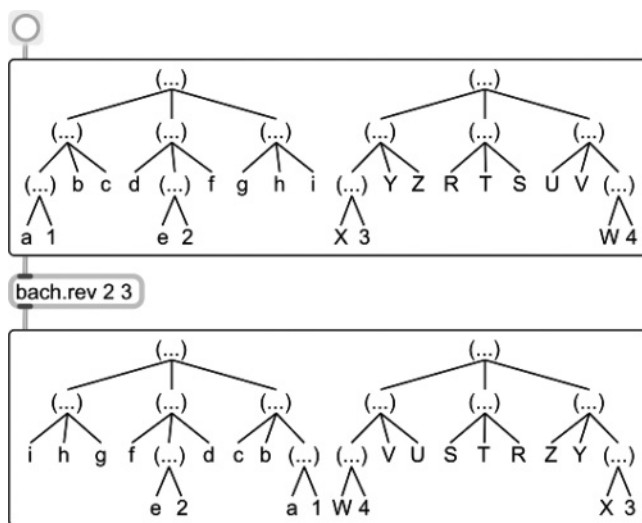 (...) (...)
(...) (...) (...) (...) (...) (...)
(...) b c d (...) f g h i (...) Y Z R T S U V (...)
a 1 e 2 X 3 W 4
bach.rev 2 3
(...) (...)
(...) (...) (...) (...) (...) (...)
i h g f (...) d c b (...) (...) V U S T R Z Y (...)
e 2 a 1 W 4 X 3